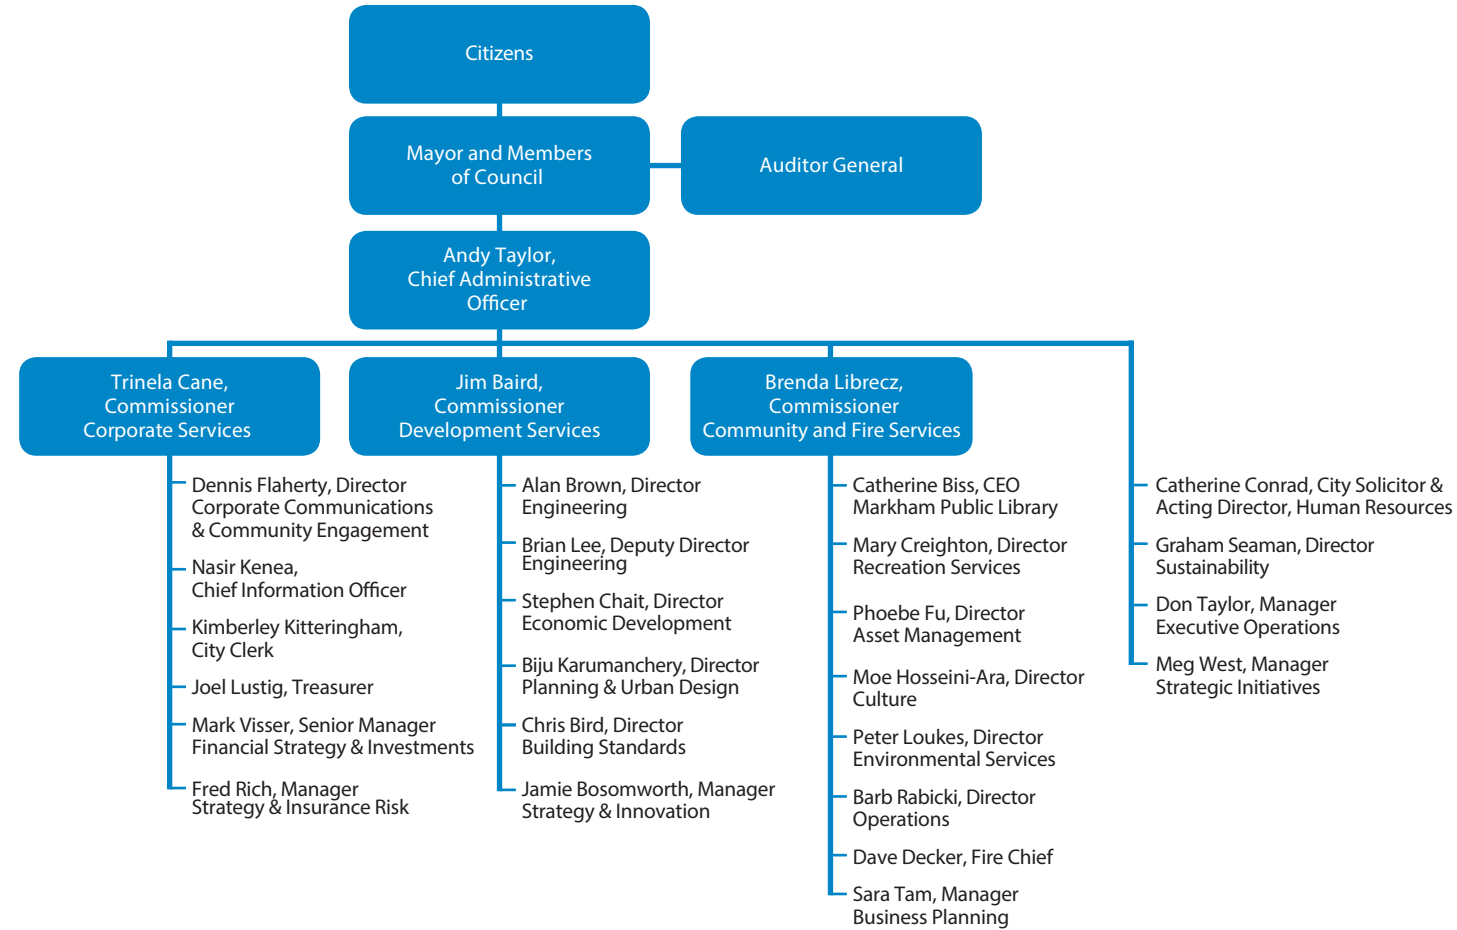 Citizens
Mayor and Members
of Council
Auditor General
Andy Taylor,
Chief Administrative
Officer
Trinela Cane,
Commissioner
Corporate Services
Jim Baird,
Commissioner
Development Services
Brenda Librecz,
Commissioner
Community and Fire Services
Dennis Flaherty, Director
Corporate Communications
& Community Engagement
Nasir Kenea,
Chief Information Officer
Kimberley Kitteringham,
City Clerk
Joel Lustig, Treasurer
Mark Visser, Senior Manager
Financial Strategy & Investments
Fred Rich, Manager
Strategy & Insurance Risk
Alan Brown, Director
Engineering
Brian Lee, Deputy Director
Engineering
Stephen Chait, Director
Economic Development
Biju Karumanchery, Director
Planning & Urban Design
Chris Bird, Director
Building Standards
Jamie Bosomworth, Manager
Strategy & Innovation
Catherine Biss, CEO
Markham Public Library
Mary Creighton, Director
Recreation Services
Phoebe Fu, Director
Asset Management
Moe Hosseini-Ara, Director
Culture
Peter Loukes, Director
Environmental Services
Barb Rabicki, Director
Operations
Dave Decker, Fire Chief
Sara Tam, Manager
Business Planning
Catherine Conrad, City Solicitor &
Acting Director, Human Resources
Graham Seaman, Director
Sustainability
Don Taylor, Manager
Executive Operations
Meg West, Manager
Strategic Initiatives